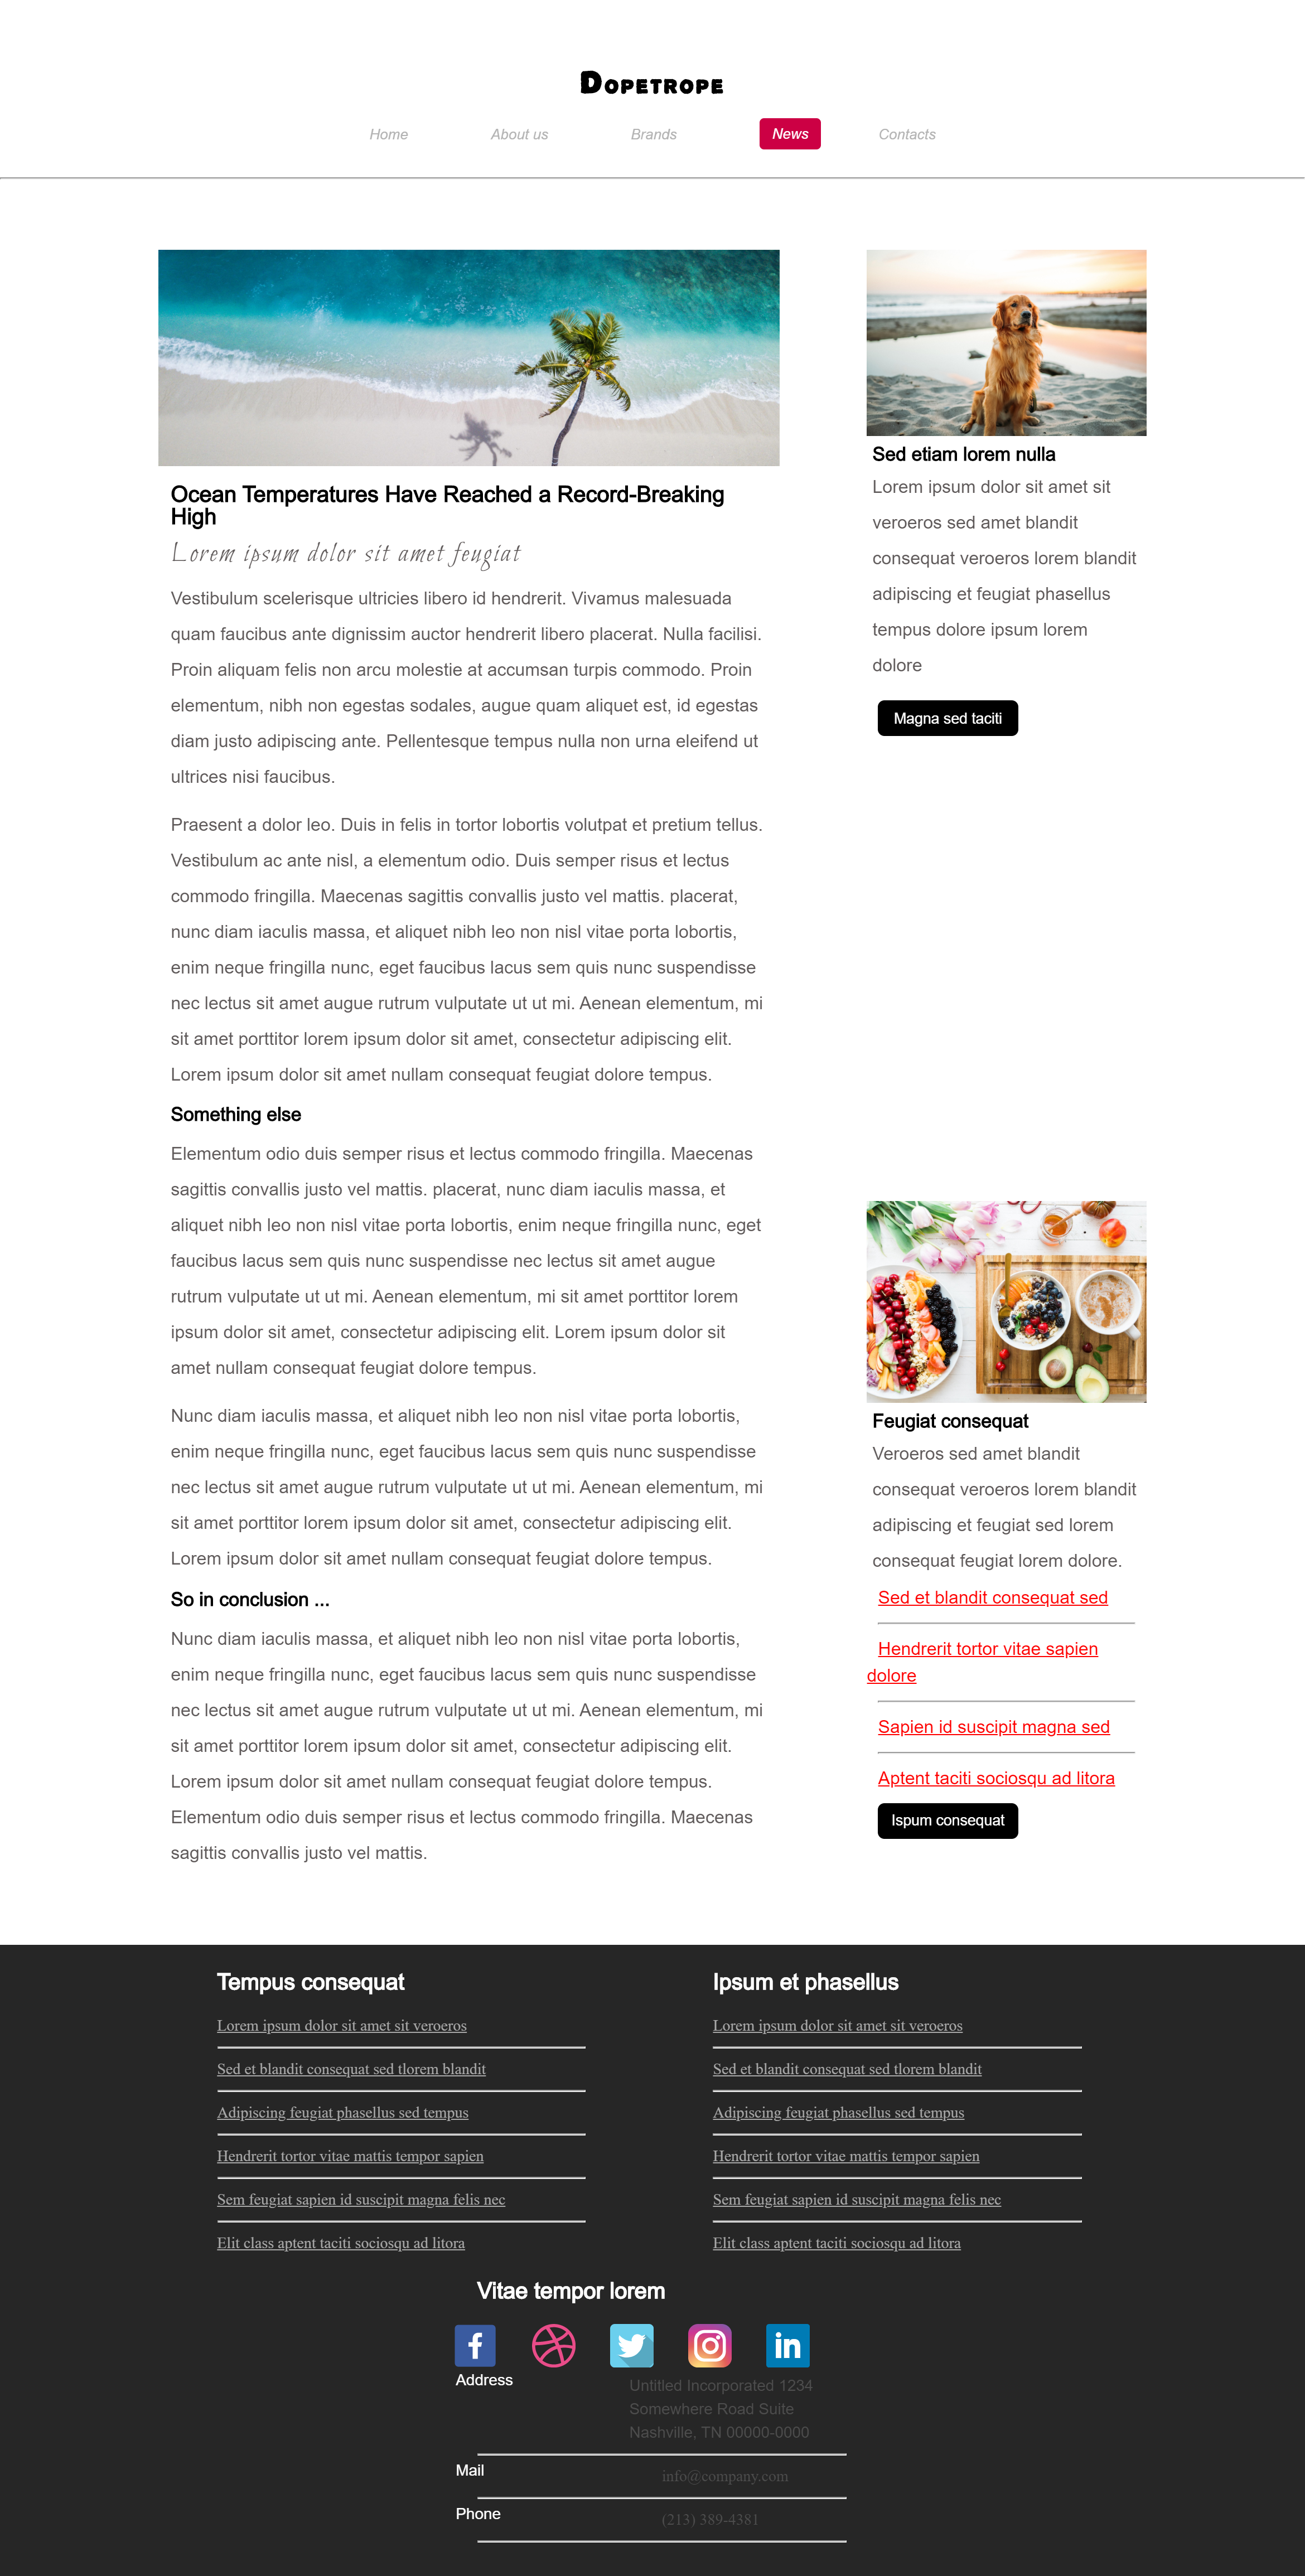 Dopetrope
Home About us Brands News Contacts
Ocean Temperatures Have Reached a Record-Breaking
High
Lorem ipsum dolor sit amet feugiat
Vestibulum scelerisque ultricies libero id hendrerit. Vivamus malesuada
quam faucibus ante dignissim auctor hendrerit libero placerat. Nulla facilisi.
Proin aliquam felis non arcu molestie at accumsan turpis commodo. Proin
elementum, nibh non egestas sodales, augue quam aliquet est, id egestas
diam justo adipiscing ante. Pellentesque tempus nulla non urna eleifend ut
ultrices nisi faucibus.
Praesent a dolor leo. Duis in felis in tortor lobortis volutpat et pretium tellus.
Vestibulum ac ante nisl, a elementum odio. Duis semper risus et lectus
commodo fringilla. Maecenas sagittis convallis justo vel mattis. placerat,
nunc diam iaculis massa, et aliquet nibh leo non nisl vitae porta lobortis,
enim neque fringilla nunc, eget faucibus lacus sem quis nunc suspendisse
nec lectus sit amet augue rutrum vulputate ut ut mi. Aenean elementum, mi
sit amet porttitor lorem ipsum dolor sit amet, consectetur adipiscing elit.
Lorem ipsum dolor sit amet nullam consequat feugiat dolore tempus.
Something else
Elementum odio duis semper risus et lectus commodo fringilla. Maecenas
sagittis convallis justo vel mattis. placerat, nunc diam iaculis massa, et
aliquet nibh leo non nisl vitae porta lobortis, enim neque fringilla nunc, eget
faucibus lacus sem quis nunc suspendisse nec lectus sit amet augue
rutrum vulputate ut ut mi. Aenean elementum, mi sit amet porttitor lorem
ipsum dolor sit amet, consectetur adipiscing elit. Lorem ipsum dolor sit
amet nullam consequat feugiat dolore tempus.
Nunc diam iaculis massa, et aliquet nibh leo non nisl vitae porta lobortis,
enim neque fringilla nunc, eget faucibus lacus sem quis nunc suspendisse
nec lectus sit amet augue rutrum vulputate ut ut mi. Aenean elementum, mi
sit amet porttitor lorem ipsum dolor sit amet, consectetur adipiscing elit.
Lorem ipsum dolor sit amet nullam consequat feugiat dolore tempus.
So in conclusion ...
Nunc diam iaculis massa, et aliquet nibh leo non nisl vitae porta lobortis,
enim neque fringilla nunc, eget faucibus lacus sem quis nunc suspendisse
nec lectus sit amet augue rutrum vulputate ut ut mi. Aenean elementum, mi
sit amet porttitor lorem ipsum dolor sit amet, consectetur adipiscing elit.
Lorem ipsum dolor sit amet nullam consequat feugiat dolore tempus.
Elementum odio duis semper risus et lectus commodo fringilla. Maecenas
sagittis convallis justo vel mattis.
Sed etiam lorem nulla
Lorem ipsum dolor sit amet sit
veroeros sed amet blandit
consequat veroeros lorem blandit
adipiscing et feugiat phasellus
tempus dolore ipsum lorem
dolore
Magna sed taciti
Feugiat consequat
Veroeros sed amet blandit
consequat veroeros lorem blandit
adipiscing et feugiat sed lorem
consequat feugiat lorem dolore.
Sed et blandit consequat sed
Hendrerit tortor vitae sapien
dolore
Sapien id suscipit magna sed
Aptent taciti sociosqu ad litora
Ispum consequat
Tempus consequat
Lorem ipsum dolor sit amet sit veroeros
Sed et blandit consequat sed tlorem blandit
Adipiscing feugiat phasellus sed tempus
Hendrerit tortor vitae mattis tempor sapien
Sem feugiat sapien id suscipit magna felis nec
Elit class aptent taciti sociosqu ad litora
Ipsum et phasellus
Lorem ipsum dolor sit amet sit veroeros
Sed et blandit consequat sed tlorem blandit
Adipiscing feugiat phasellus sed tempus
Hendrerit tortor vitae mattis tempor sapien
Sem feugiat sapien id suscipit magna felis nec
Elit class aptent taciti sociosqu ad litora
Vitae tempor lorem
Address
Untitled Incorporated 1234
Somewhere Road Suite
Nashville, TN 00000-0000
Mail
info@company.com
Phone
(213) 389-4381